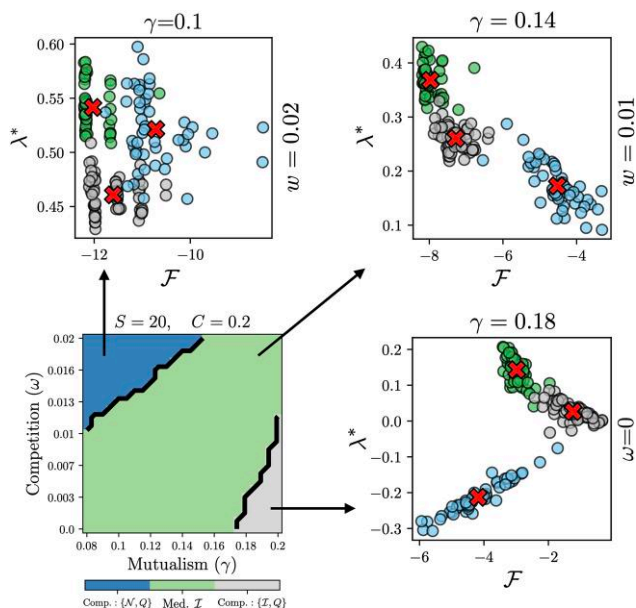 γ=0.1
0.60
0.55
0.50
0.45
λ*
−12
−10
F
w = 0.02
γ = 0.14
0.4
0.3
0.2
0.1
λ*
−8
−6
−4
F
w = 0.01
S = 20, C = 0.2
0.02
0.016
0.013
0.01
0.007
0.003
0.0
Competition (ω)
0.08
0.1
0.12
0.14
0.16
0.18
0.2
Mutualism (γ)
Comp. : {N, Q}
Med. I
Comp. : {I, Q}
γ = 0.18
0.2
0.1
0.0
−0.1
−0.2
−0.3
λ*
−6
−4
−2
F
ω=0